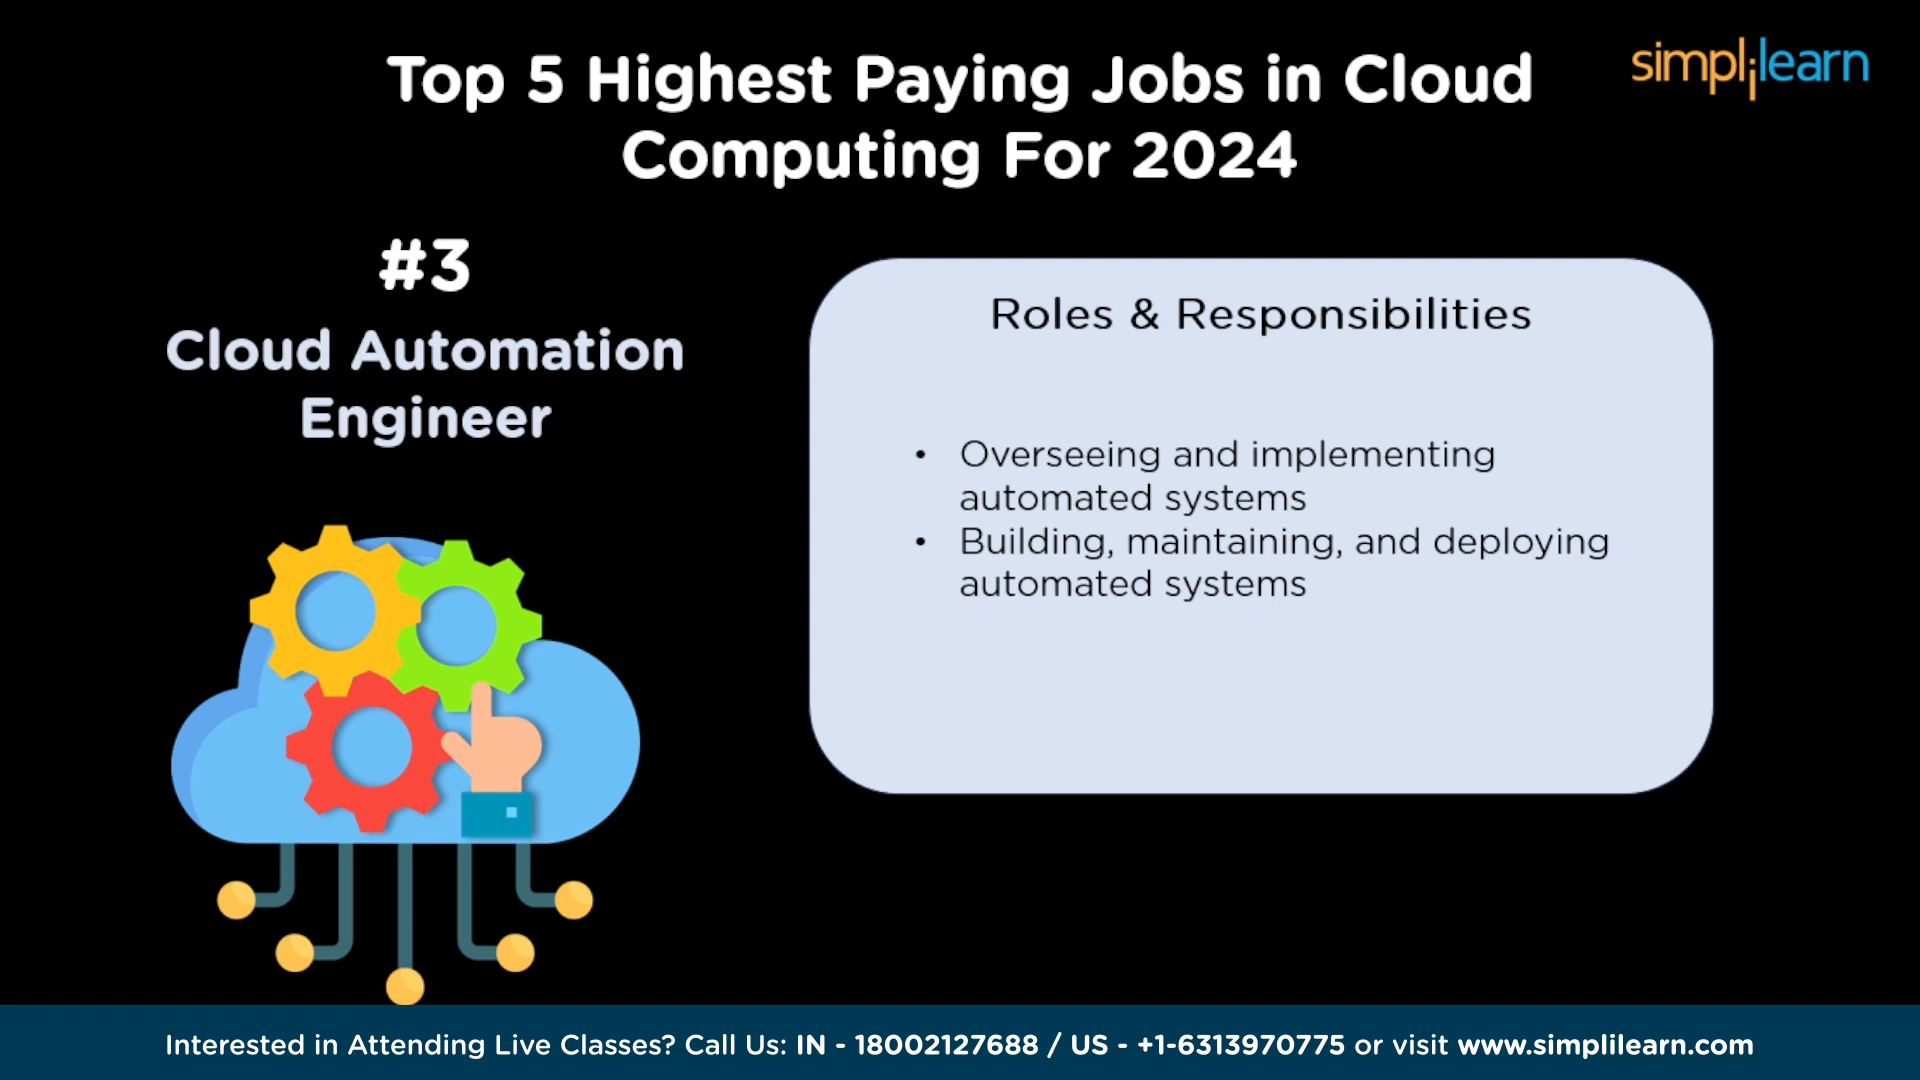 Top 5 Highest Paying Jobs in Cloud
Computing For 2024
simplilearn
#3
Cloud Automation
Engineer
Roles & Responsibilities
• Overseeing and implementing
automated systems
• Building, maintaining, and deploying
automated systems
Interested in Attending Live Classes? Call Us: IN - 18002127688 / US - +1-6313970775 or visit www.simplilearn.com